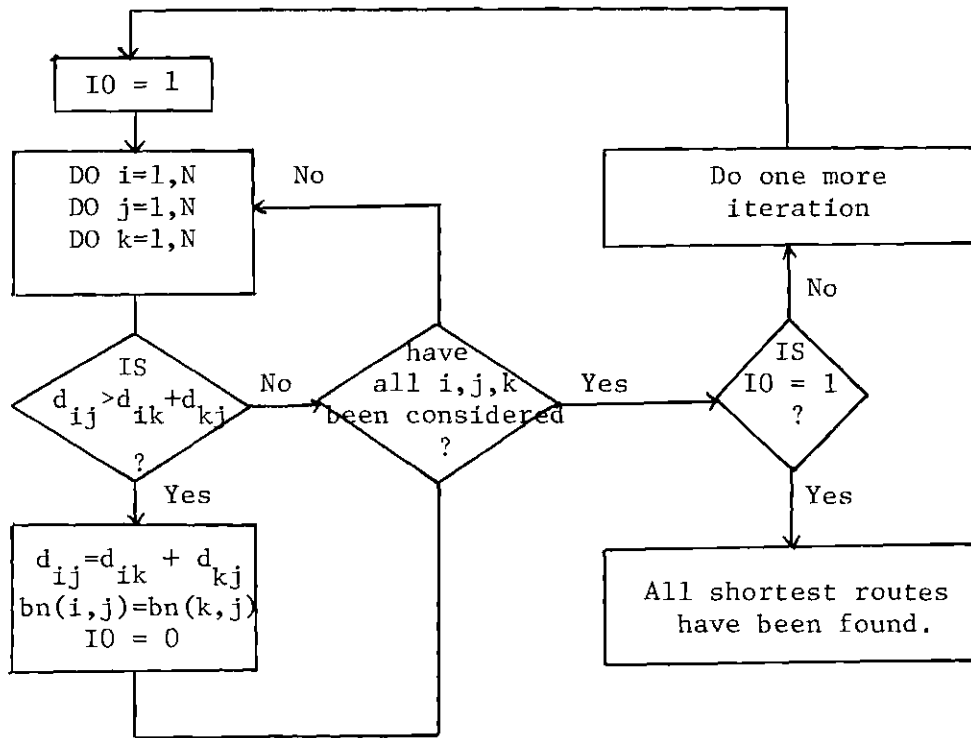 IO = 1
DO i=1,N
DO j=1,N
DO k=1,N
No
IS
d_ij>d_ik+d_kj
?
No
Yes
d_ij=d_ik + d_kj
bn(i,j)=bn(k,j)
IO = 0
have
all i,j,k
been considered
?
Yes
Do one more
iteration
No
IS
IO = 1
?
Yes
All shortest routes
have been found.